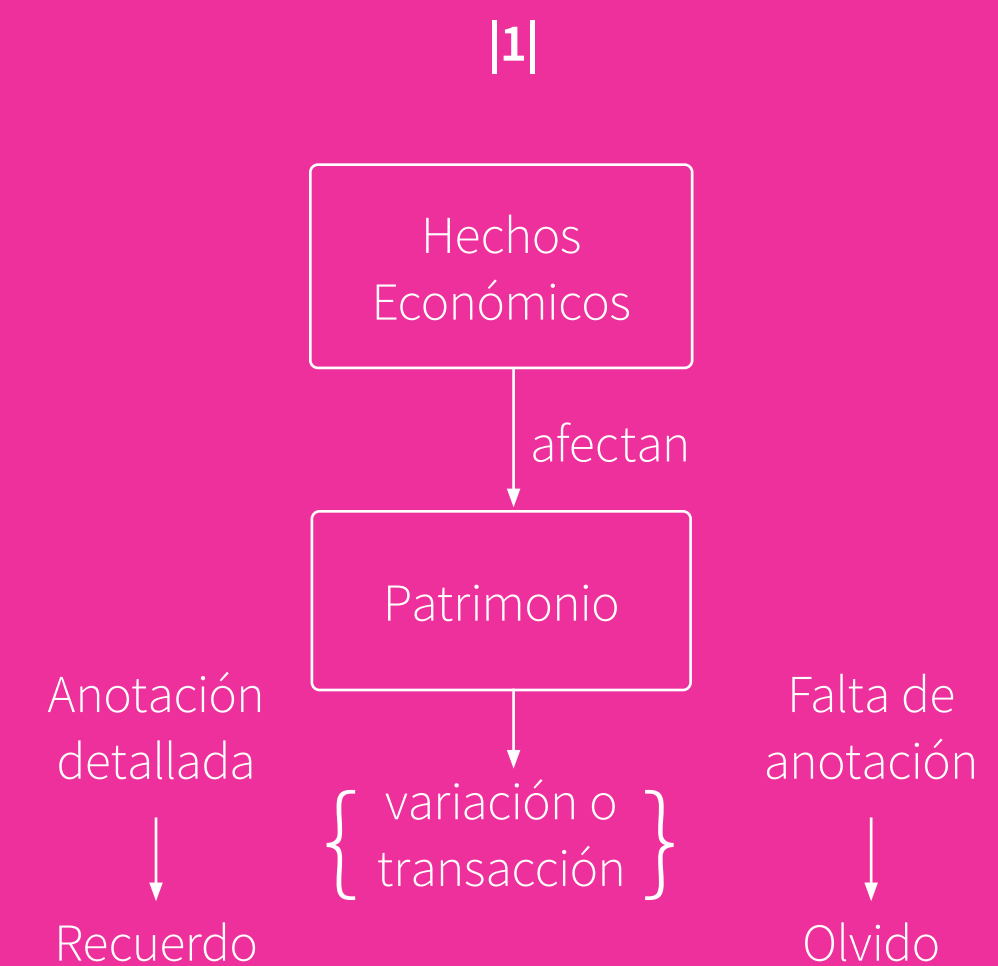 |1|
Hechos
Económicos
afectan
Patrimonio
Anotación
detallada
Recuerdo
{ variación o
transacción }
Falta de
anotación
Olvido